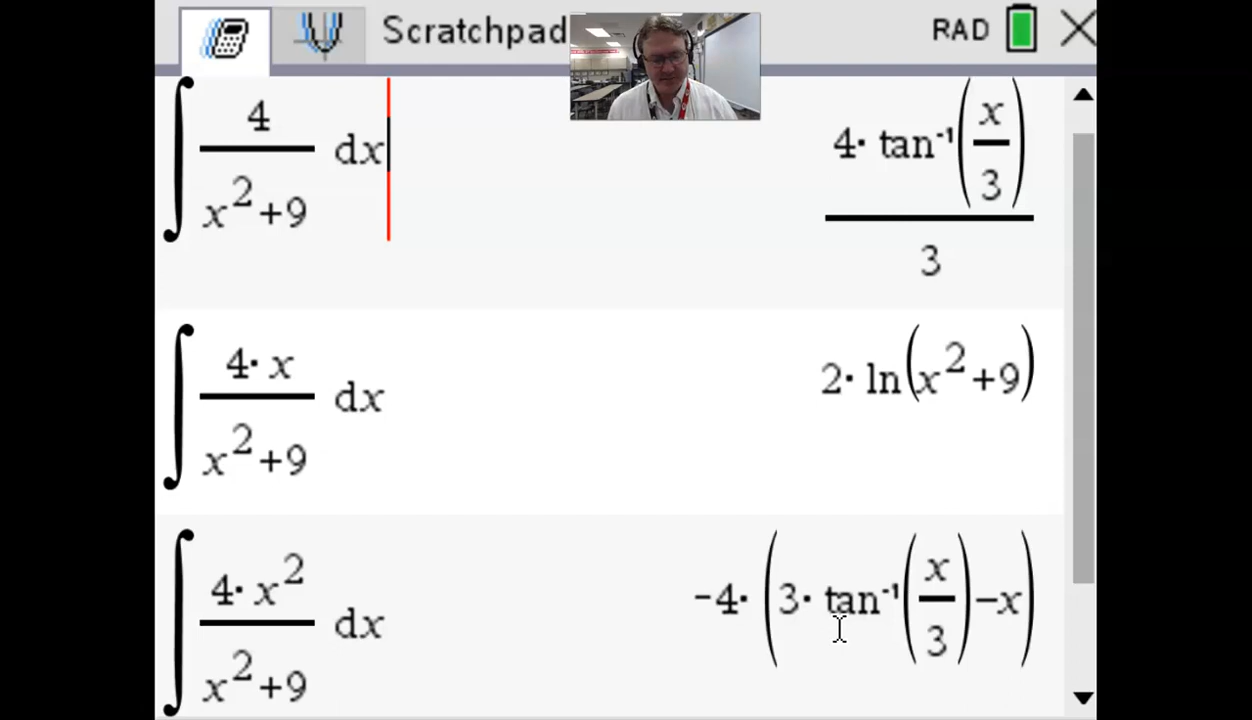 Scratchpad RAD
∫ 4/(x²+9) dx
4· tan⁻¹(x/3)/3
∫ 4· x/(x²+9) dx
2· ln(x²+9)
∫ 4· x²/(x²+9) dx
-4· (3· tan⁻¹(x/3)-x)